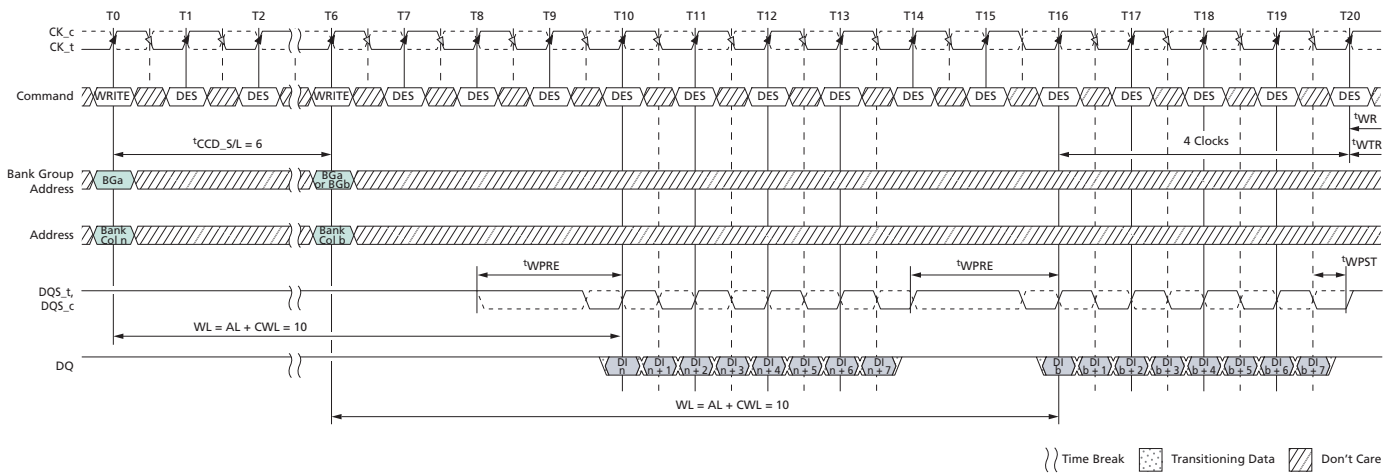 T0 T1 T2 T6 T7 T8 T9 T10 T11 T12 T13 T14 T15 T16 T17 T18 T19 T20
CK_c
CK_t
Command WRITE DES DES WRITE DES DES DES DES DES DES DES DES DES DES DES DES DES DES
tWR
tCCD_S/L = 6 4 Clocks tWTR
Bank Group
Address
BGa
BGa
or BGb
Address
Bank
Col n
Bank
Col b
tWPRE tWPRE tWPST
DQS_t,
DQS_c
WL = AL + CWL = 10
DQ
DI
n
DI
n + 1
DI
n + 2
DI
n + 3
DI
n + 4
DI
n + 5
DI
n + 6
DI
n + 7
DI
b
DI
b + 1
DI
b + 2
DI
b + 3
DI
b + 4
DI
b + 5
DI
b + 6
DI
b + 7
WL = AL + CWL = 10
Time Break Transitioning Data Don't Care